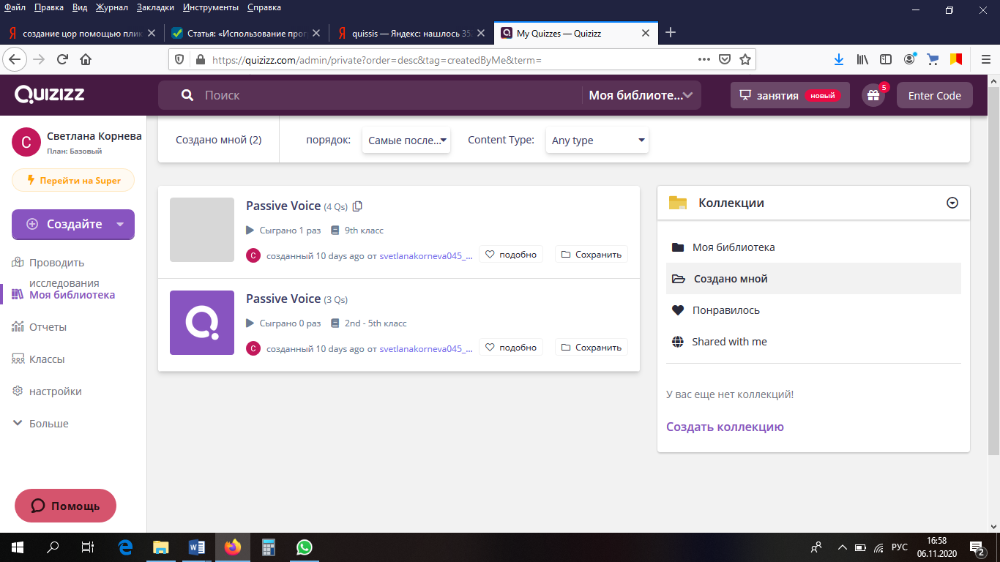 Файл Правка Вид Журнал Закладки Инструменты Справка
создание цор помощью плик
Статья: «Использование прог
quissis — Яндекс: нашлось 35
My Quizzes — Quizizz
https://quizizz.com/admin/private?order=desc&tag=createdByMe&term=
Quizizz
Поиск
Моя библиоте...
занятия новый
5
Enter Code
С
Светлана Корнева
План: Базовый
Перейти на Super
Создайте
Проводить
исследования
Моя библиотека
Отчеты
Классы
настройки
Больше
Помощь
Создано мной (2)
порядок:
Самые после...
Content Type:
Any type
Passive Voice (4 Qs)
Сыграно 1 раз 9th класс
С созданный 10 days ago от svetlanakorneva045_...
подобно
Сохранить
Passive Voice (3 Qs)
Сыграно 0 раз 2nd - 5th класс
С созданный 10 days ago от svetlanakorneva045_...
подобно
Сохранить
Коллекции
Моя библиотека
Создано мной
Понравилось
Shared with me
У вас еще нет коллекций!
Создать коллекцию
РУС
16:58
06.11.2020
2